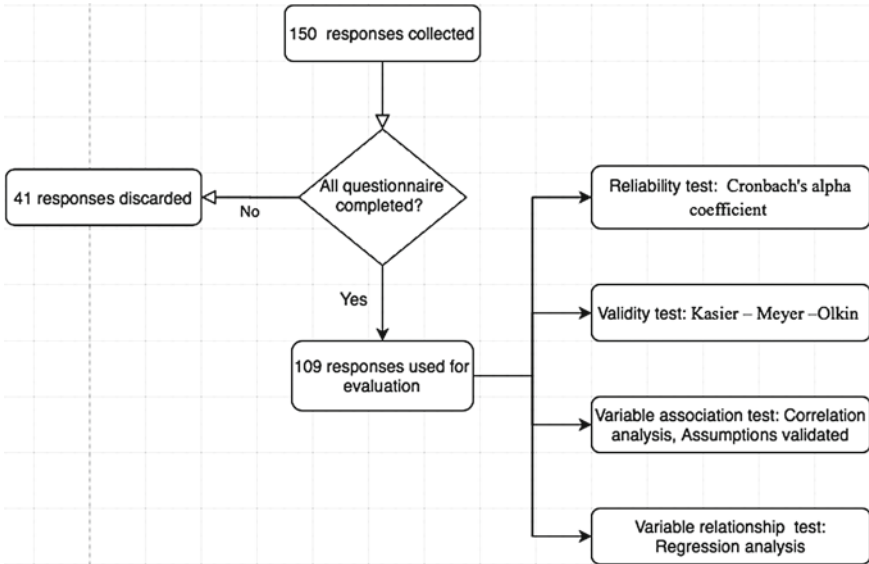 150 responses collected
All questionnaire
completed?
41 responses discarded
No
Yes
109 responses used for
evaluation
Reliability test: Cronbach's alpha
coefficient
Validity test: Kasier – Meyer –Olkin
Variable association test: Correlation
analysis, Assumptions validated
Variable relationship test:
Regression analysis